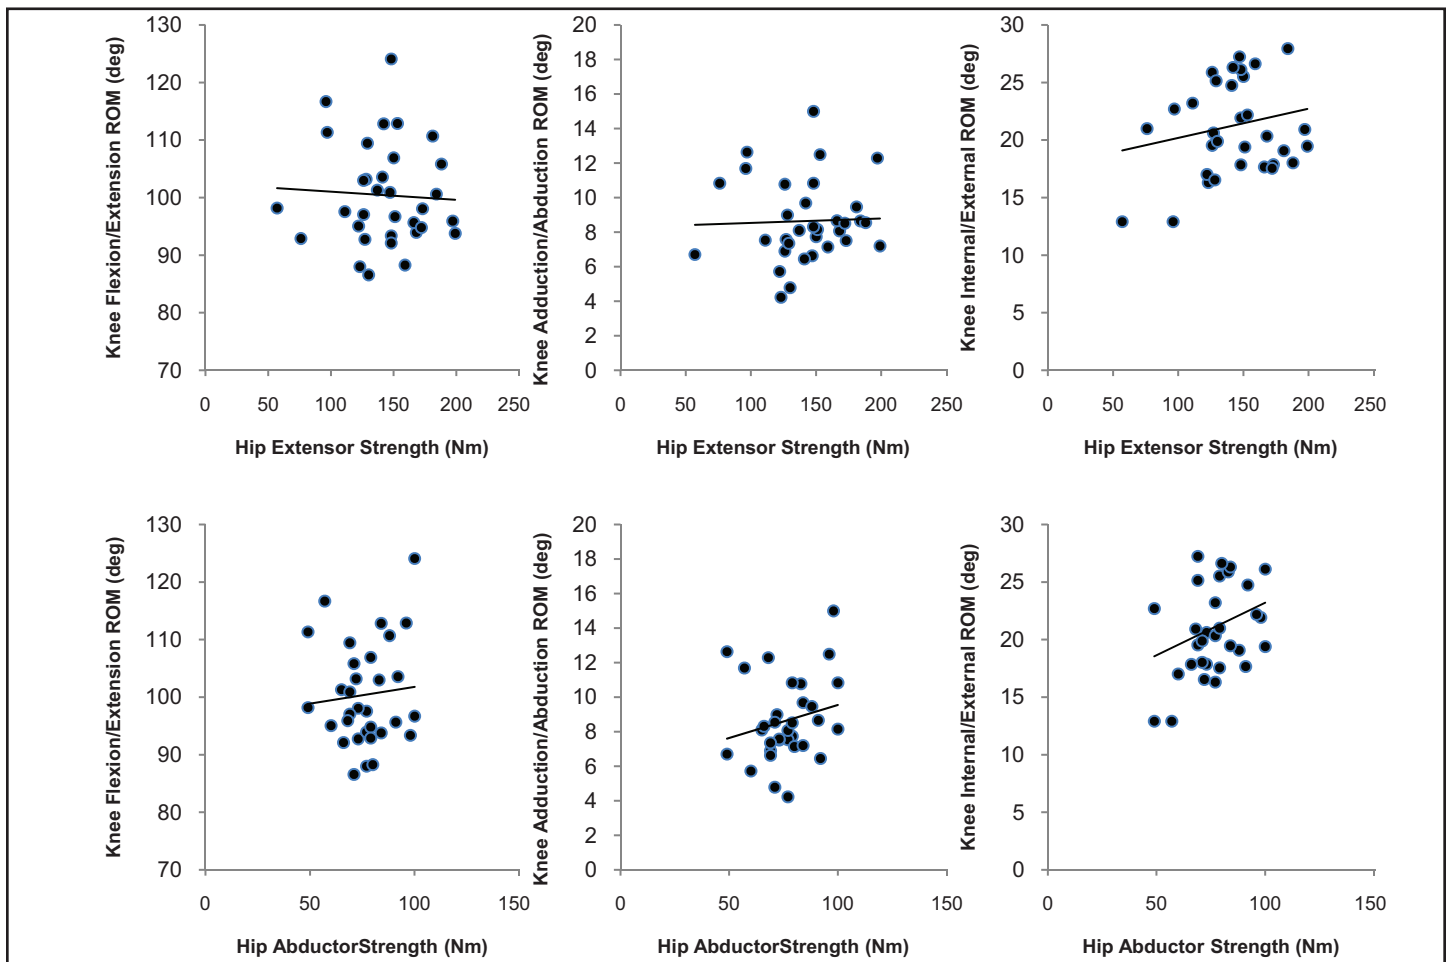 Knee Flexion/Extension ROM (deg)
130
120
110
100
90
80
70
0 50 100 150 200 250
Hip Extensor Strength (Nm)
Knee Adduction/Abduction ROM (deg)
20
18
16
14
12
10
8
6
4
2
0
0 50 100 150 200 250
Hip Extensor Strength (Nm)
Knee Internal/External ROM (deg)
30
25
20
15
10
5
0
0 50 100 150 200 250
Hip Extensor Strength (Nm)
Knee Flexion/Extension ROM (deg)
130
120
110
100
90
80
70
0 50 100 150
Hip AbductorStrength (Nm)
Knee Adduction/Abduction ROM (deg)
20
18
16
14
12
10
8
6
4
2
0
0 50 100 150
Hip AbductorStrength (Nm)
Knee Internal/External ROM (deg)
30
25
20
15
10
5
0
0 50 100 150
Hip Abductor Strength (Nm)